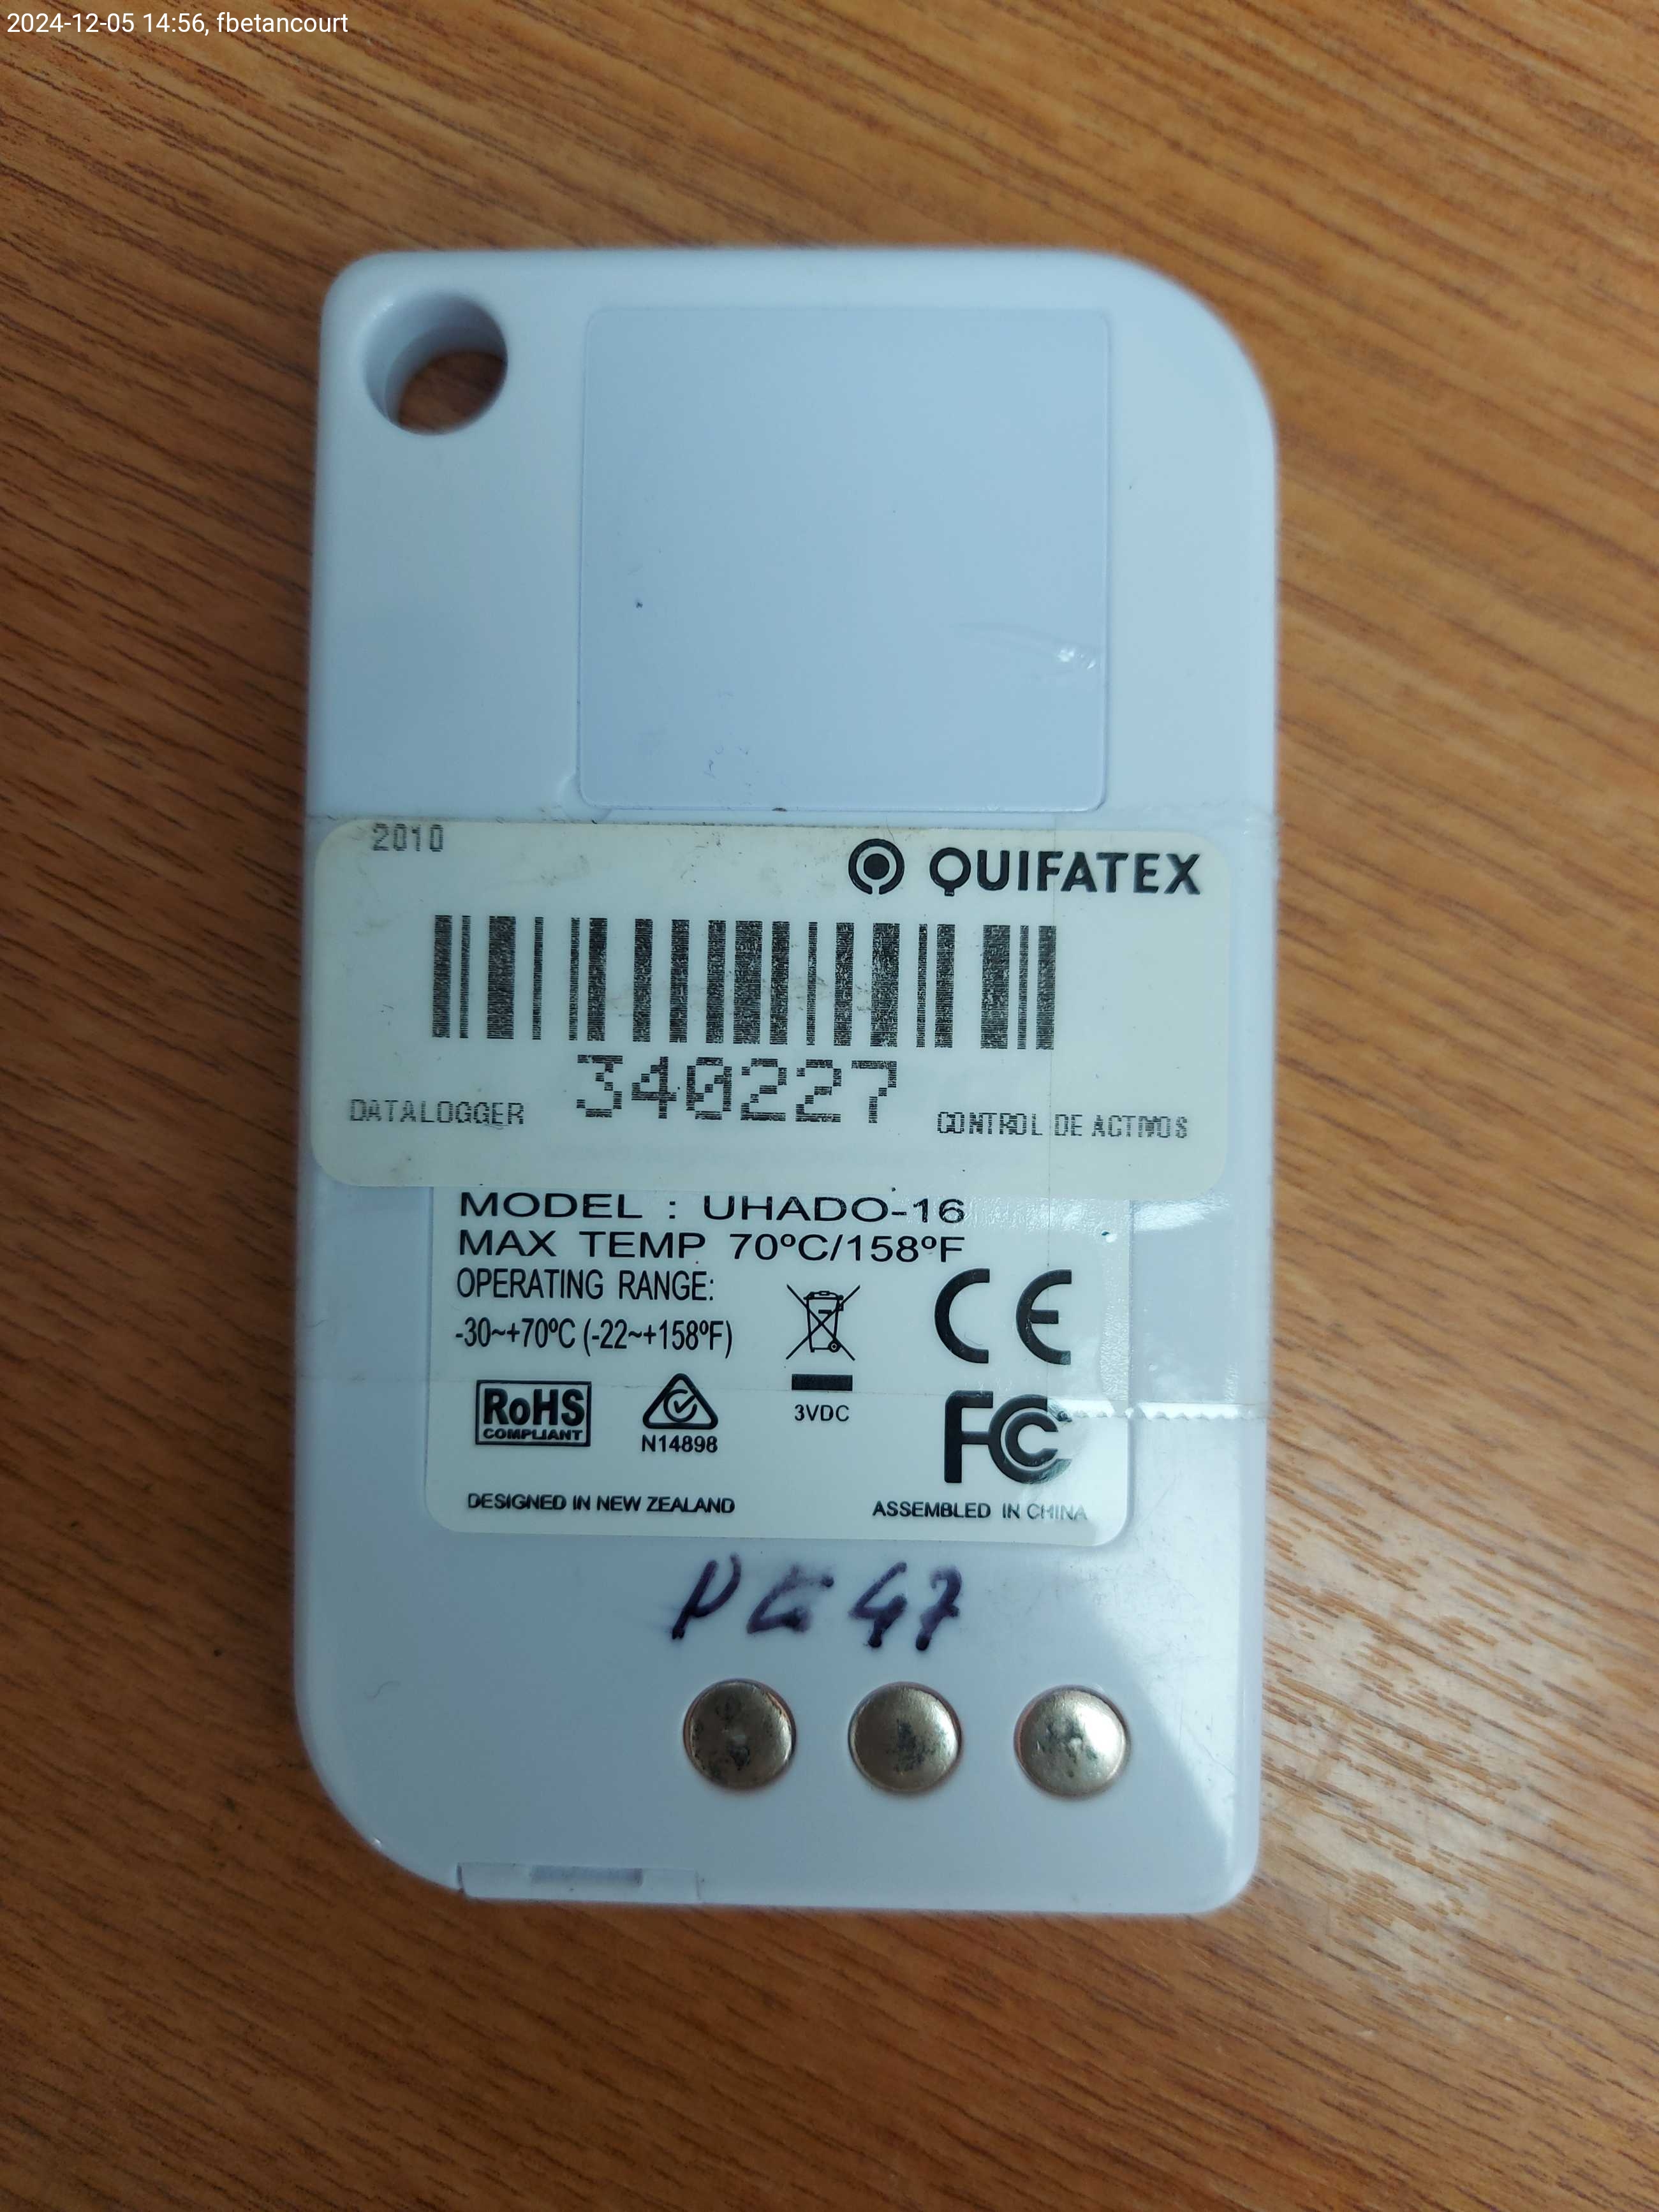 2024-12-05 14:56, fbetancourt
2010
QUIFATEX
340227
DATALOGGER
CONTROL DE ACTIVOS
MODEL : UHADO-16
MAX TEMP 70ºC/158ºF
OPERATING RANGE:
-30~+70ºC (-22~+158ºF)
CE
RoHS
COMPLIANT
N14898
3VDC
FC
DESIGNED IN NEW ZEALAND
ASSEMBLED IN CHINA
47